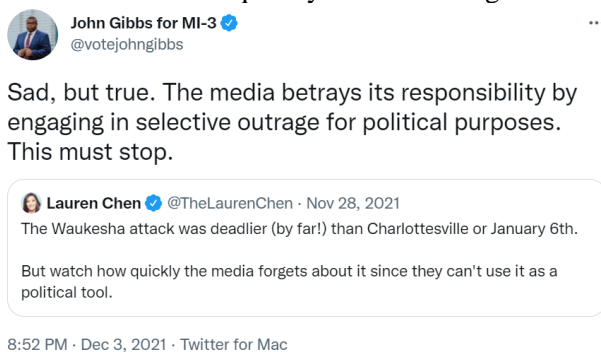 John Gibbs for MI-3
@votejohngibbs
Sad, but true. The media betrays its responsibility by
engaging in selective outrage for political purposes.
This must stop.
Lauren Chen @TheLaurenChen · Nov 28, 2021
The Waukesha attack was deadlier (by far!) than Charlottesville or January 6th.
But watch how quickly the media forgets about it since they can't use it as a
political tool.
8:52 PM · Dec 3, 2021 · Twitter for Mac